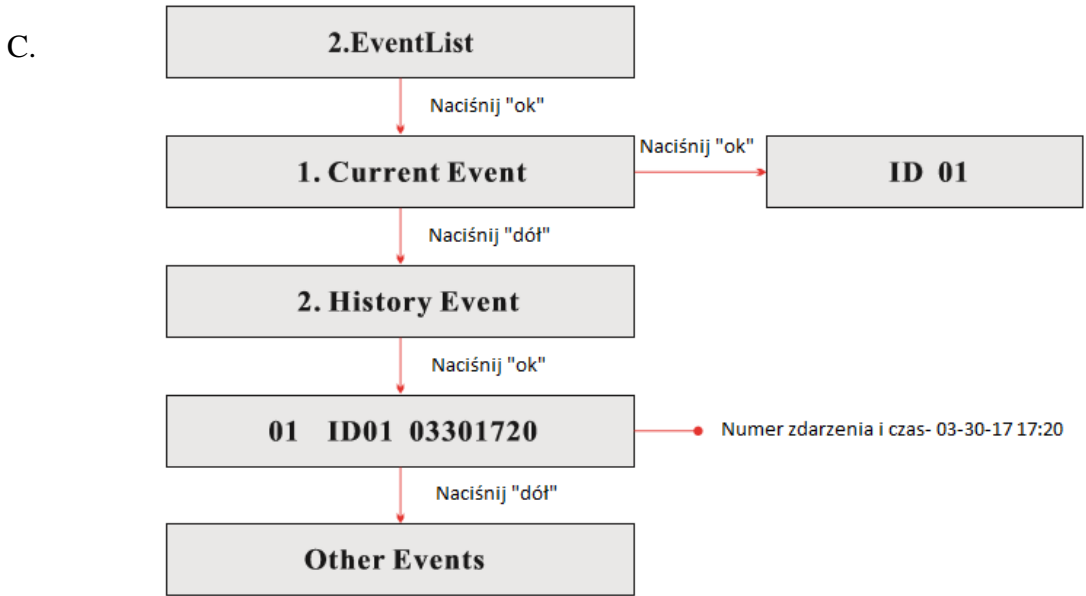 C.
2.EventList
Naciśnij "ok"
1. Current Event
Naciśnij "ok"
ID 01
Naciśnij "dół"
2. History Event
Naciśnij "ok"
01 ID01 03301720
Numer zdarzenia i czas- 03-30-17 17:20
Naciśnij "dół"
Other Events